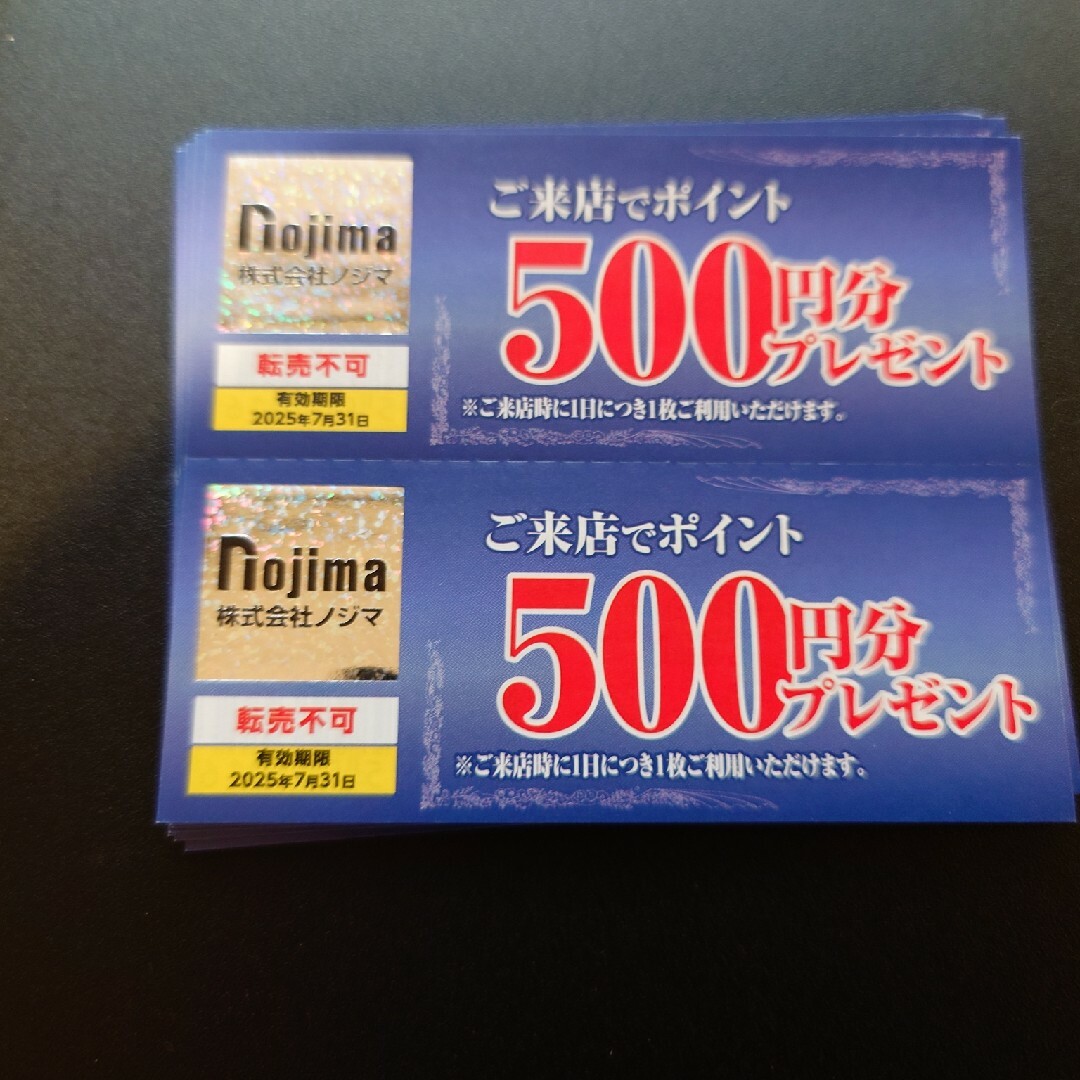 nojima
株式会社ノジマ
転売不可
有効期限
2025年7月31日
ご来店でポイント
500円分
プレゼント
※ご来店時に1日につき1枚ご利用いただけます。
nojima
株式会社ノジマ
転売不可
有効期限
2025年7月31日
ご来店でポイント
500円分
プレゼント
※ご来店時に1日につき1枚ご利用いただけます。